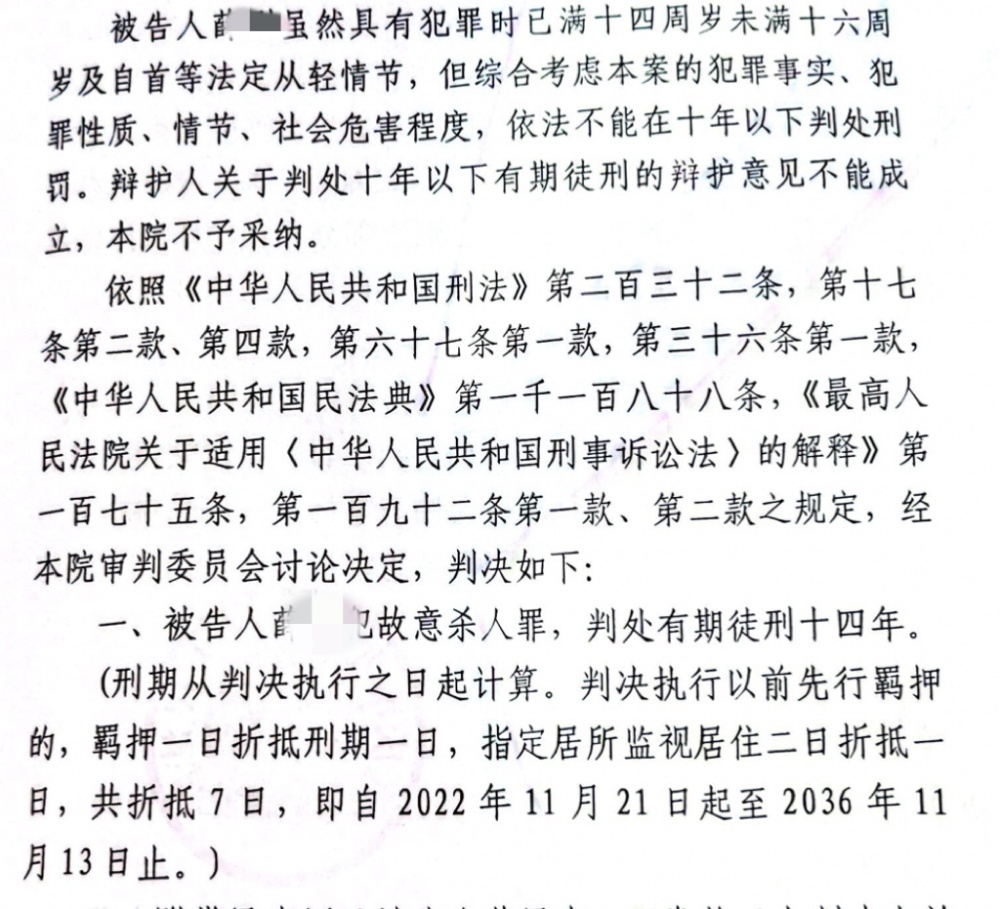 被告人薛 虽然具有犯罪时已满十四周岁未满十六周
岁及自首等法定从轻情节，但综合考虑本案的犯罪事实、犯
罪性质、情节、社会危害程度，依法不能在十年以下判处刑
罚。辩护人关于判处十年以下有期徒刑的辩护意见不能成
立，本院不予采纳。
依照《中华人民共和国刑法》第二百三十二条，第十七
条第二款、第四款，第六十七条第一款，第三十六条第一款，
《中华人民共和国民法典》第一千一百八十八条，《最高人
民法院关于适用〈中华人民共和国刑事诉讼法〉的解释》第
一百七十五条，第一百九十二条第一款、第二款之规定，经
本院审判委员会讨论决定，判决如下：
一、被告人薛 犯故意杀人罪，判处有期徒刑十四年。
(刑期从判决执行之日起计算。判决执行以前先行羁押
的，羁押一日折抵刑期一日，指定居所监视居住二日折抵一
日，共折抵 7 日，即自 2022 年 11 月 21 日起至 2036 年 11
月 13 日止。)